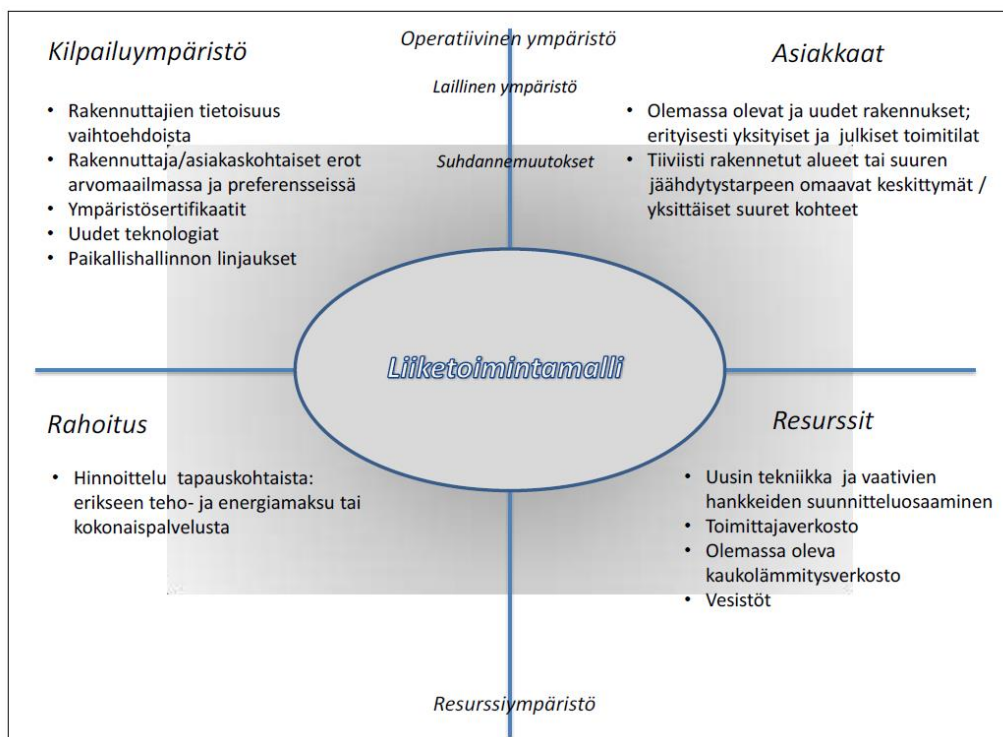 Kilpailuympäristö
• Rakennuttajien tietoisuus
vaihtoehdoista
• Rakennuttaja/asiakaskohtaiset erot
arvomaailmassa ja preferensseissä
• Ympäristösertifikaatit
• Uudet teknologiat
• Paikallishallinnon linjaukset
Operatiivinen ympäristö
Laillinen ympäristö
Suhdannemuutokset
Asiakkaat
• Olemassa olevat ja uudet rakennukset;
erityisesti yksityiset ja julkiset toimitilat
• Tiiviisti rakennetut alueet tai suuren
jäähdytystarpeen omaavat keskittymät /
yksittäiset suuret kohteet
Liiketoimintamalli
Rahoitus
• Hinnoittelu tapauskohtaista:
erikseen teho- ja energiamaksu tai
kokonaispalvelusta
Resurssit
• Uusin tekniikka ja vaativien
hankkeiden suunnitteluosaaminen
• Toimittajaverkosto
• Olemassa oleva
kaukolämmitysverkosto
• Vesistöt
Resurssiympäristö